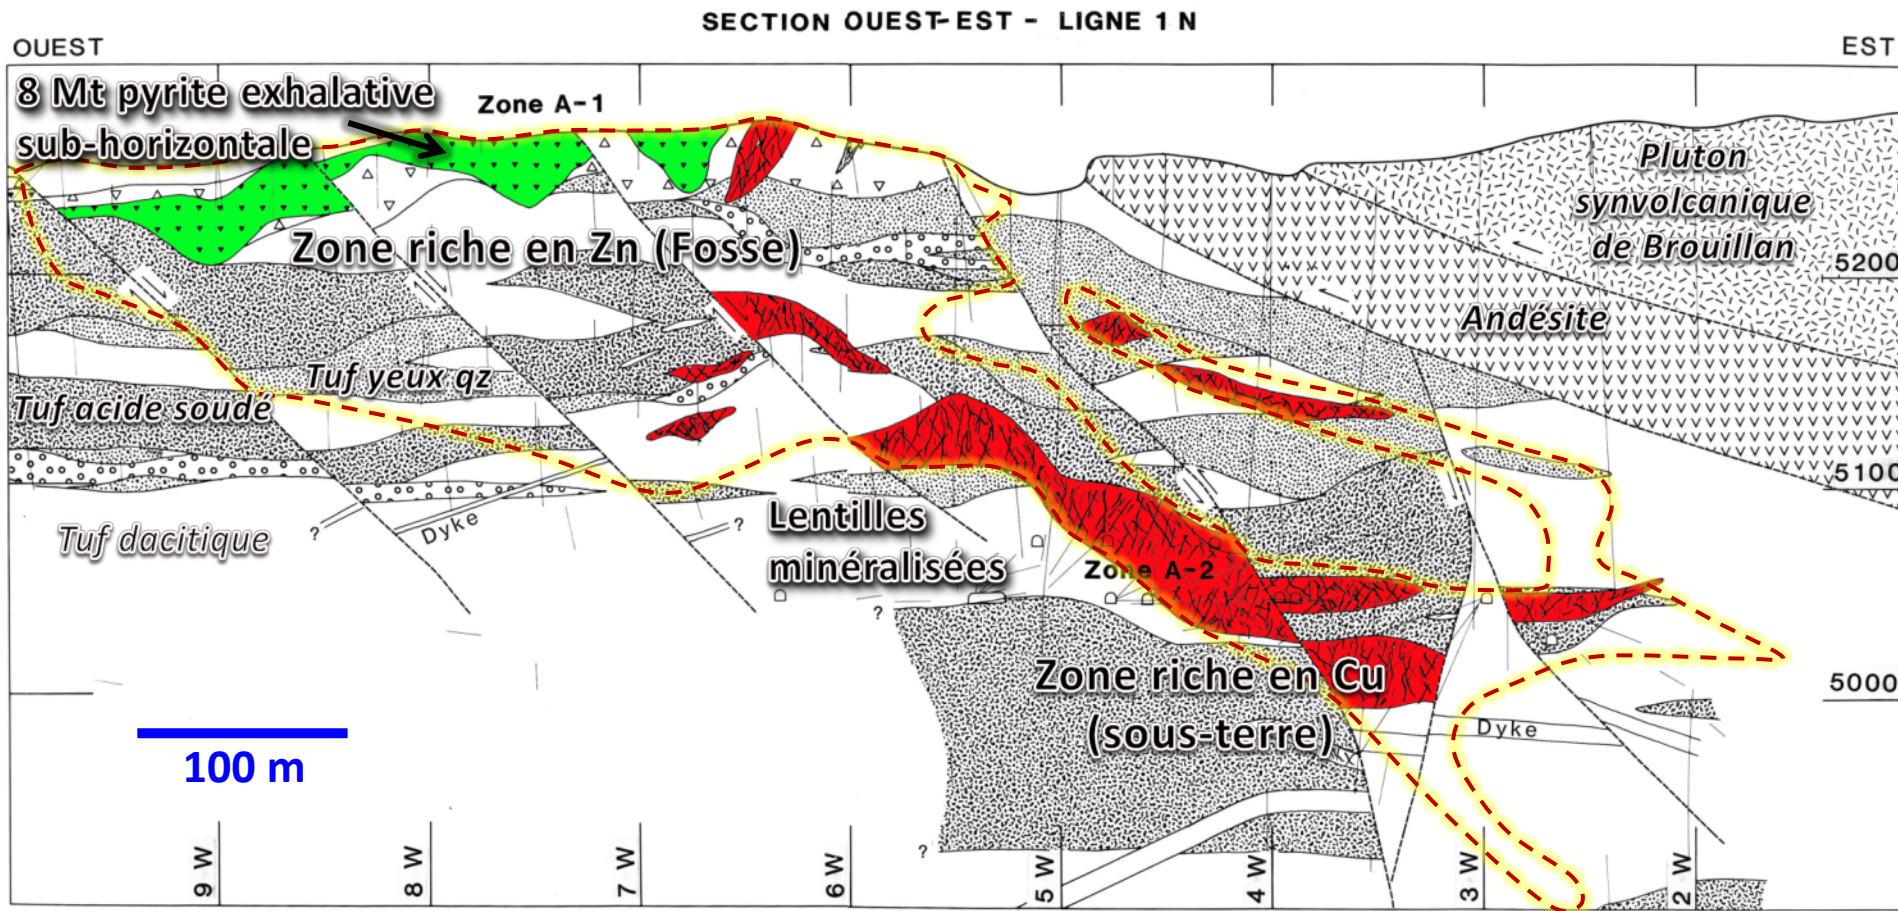 SECTION OUEST-EST - LIGNE 1 N
OUEST
EST
8 Mt pyrite exhalative
sub-horizontale
Zone A-1
Pluton
synvolcanique
de Brouillan
Zone riche en Zn (Fosse)
5200
Andésite
Tuf yeux qz
Tuf acide soudé
5100
Lentilles
minéralisées
Dyke
?
?
Tuf dacitique
Zone A-2
?
Zone riche en Cu
(sous-terre)
5000
Dyke
100 m
?
9 W
8 W
7 W
6 W
5 W
4 W
3 W
2 W